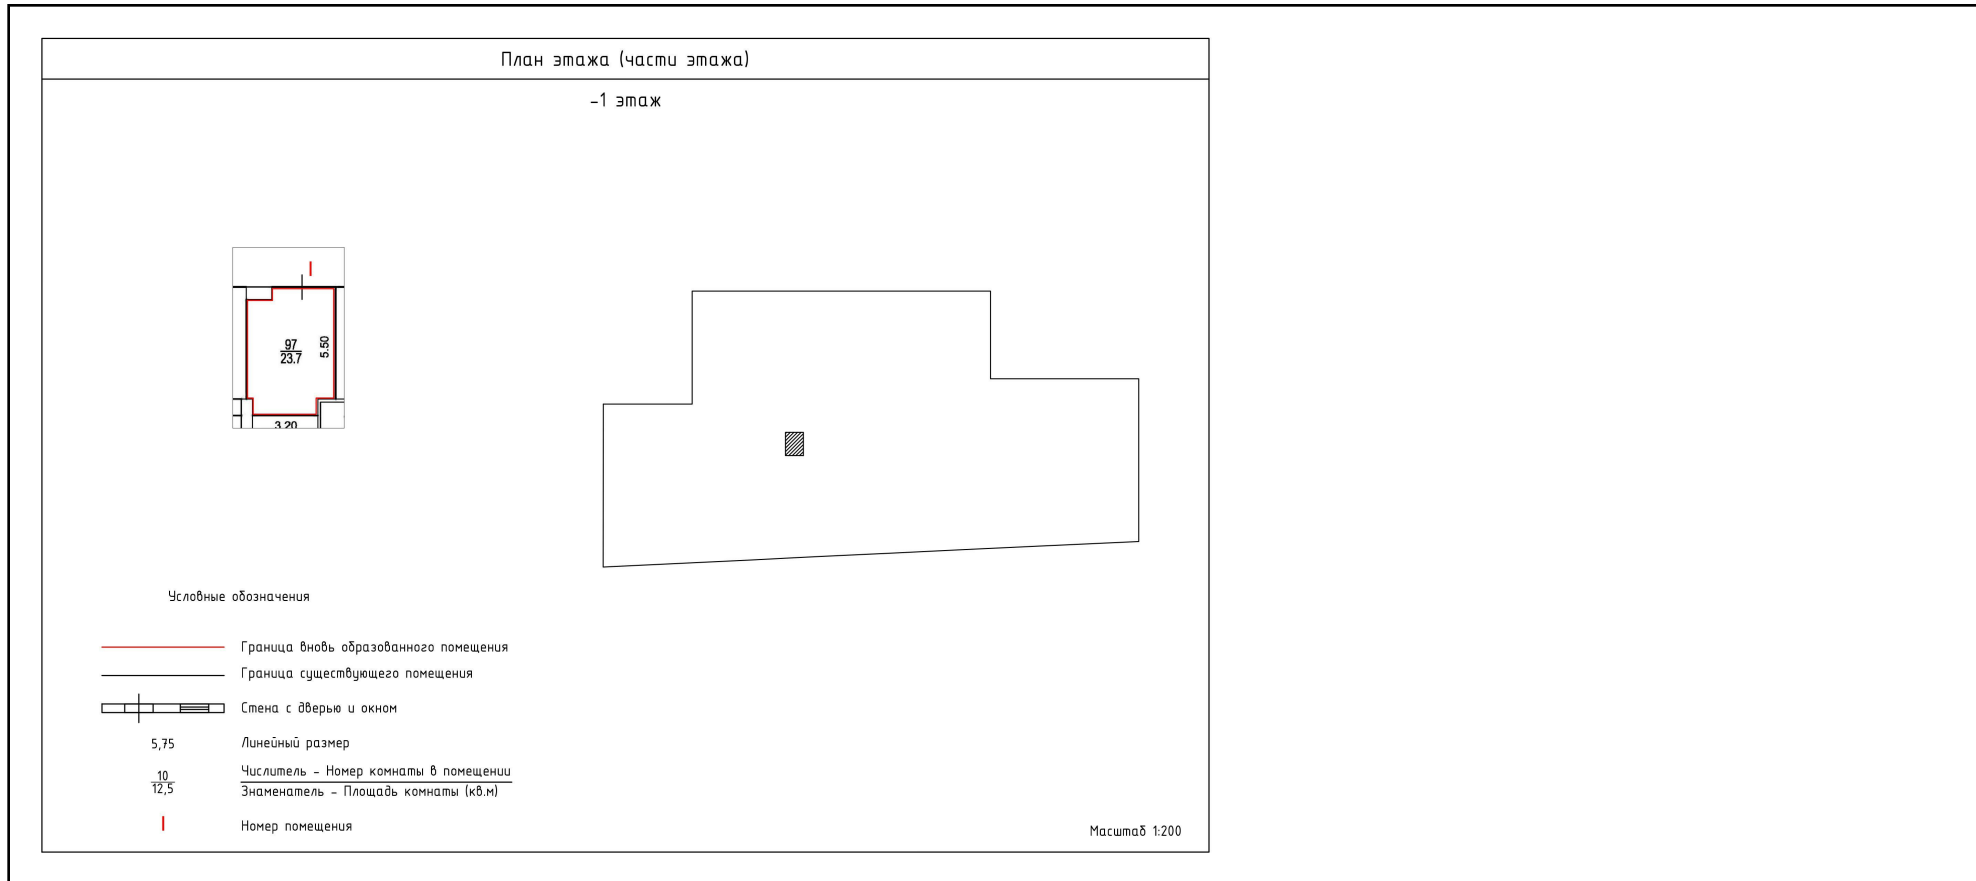 План этажа (части этажа)
-1 этаж
I
97
23.7
5.50
3.20
Условные обозначения
Граница вновь образованного помещения
Граница существующего помещения
Стена с дверью и окном
5,75 Линейный размер
10
12,5
Числитель - Номер комнаты в помещении
Знаменатель - Площадь комнаты (кв.м)
I Номер помещения
Масштаб 1:200